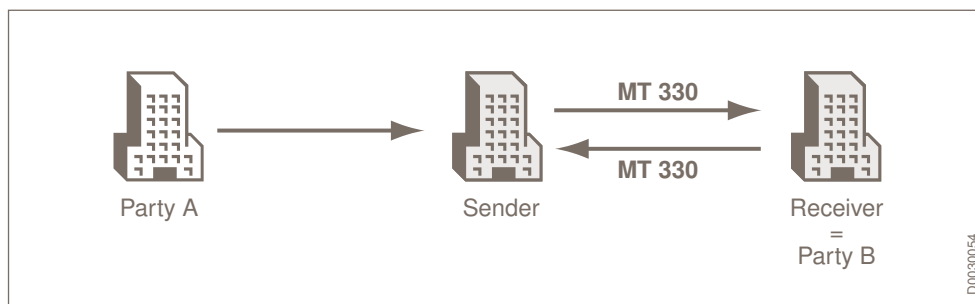 MT 330
MT 330
Party A
Sender
Receiver
=
Party B
D0030054